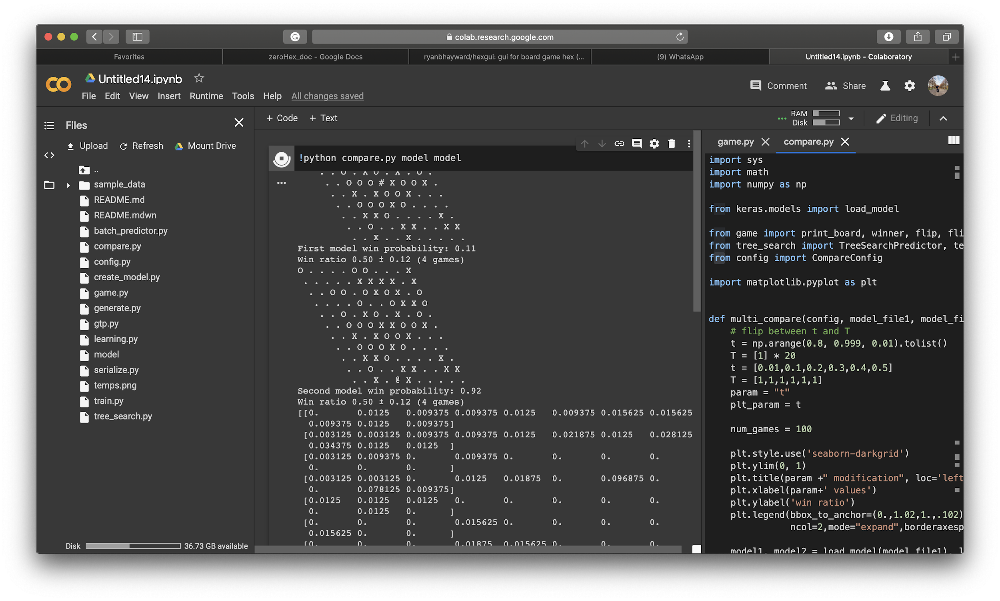 colab.research.google.com
Favorites
zeroHex_doc - Google Docs
ryanbhayward/hexgui: gui for board game hex (...
(9) WhatsApp
Untitled14.ipynb - Colaboratory
Untitled14.ipynb
File Edit View Insert Runtime Tools Help All changes saved
Comment
Share
Files
Upload Refresh Mount Drive
..
sample_data
README.md
README.mdwn
batch_predictor.py
compare.py
config.py
create_model.py
game.py
generate.py
gtp.py
learning.py
model
serialize.py
temps.png
train.py
tree_search.py
Disk 36.73 GB available
+ Code + Text
RAM
Disk
Editing
!python compare.py model model
. . O . X O . X . O .
. . O O O # X O O X .
. . X . X O O X . . .
. . O O O X O . . . .
. . X X O . . . . X .
. . O . . X X . . X X
. . X . . X . . . . .
First model win probability: 0.11
Win ratio 0.50 ± 0.12 (4 games)
O . . . . O O . . . X
. . . . . X X X X . X
. . O O . O X O X . O
. . . . O . . O X X O
. . O . X O . X . O .
. . O O O X X O O X .
. . X . X O O X . . .
. . O O O X O . . . .
. . X X O . . . . X .
. . O . . X X . . X X
. . X . @ X . . . . .
Second model win probability: 0.92
Win ratio 0.50 ± 0.12 (4 games)
[[0. 0.0125 0.009375 0.009375 0.0125 0.009375 0.015625 0.015625
0.009375 0.0125 0.009375]
[0.003125 0.003125 0.009375 0.009375 0.0125 0.021875 0.0125 0.028125
0.034375 0.0125 0.0125 ]
[0.003125 0.009375 0. 0.009375 0. 0. 0. 0.
0. 0. 0. ]
[0.003125 0.003125 0. 0.0125 0.01875 0. 0.096875 0.
0. 0.078125 0.009375]
[0.0125 0.0125 0.0125 0. 0. 0. 0. 0.
0. 0.0125 0. ]
[0. 0. 0. 0.015625 0. 0. 0. 0.
0.015625 0. 0. ]
[0. 0. 0. 0.01875 0.015625 0. 0. 0.
game.py compare.py
import sys
import math
import numpy as np
from keras.models import load_model
from game import print_board, winner, flip, fli
from tree_search import TreeSearchPredictor, te
from config import CompareConfig
import matplotlib.pyplot as plt
def multi_compare(config, model_file1, model_fi
# flip between t and T
t = np.arange(0.8, 0.999, 0.01).tolist()
T = [1] * 20
t = [0.01,0.1,0.2,0.3,0.4,0.5]
T = [1,1,1,1,1,1]
param = "t"
plt_param = t
num_games = 100
plt.style.use('seaborn-darkgrid')
plt.ylim(0, 1)
plt.title(param +" modification", loc='left
plt.xlabel(param+' values')
plt.ylabel('win ratio')
plt.legend(bbox_to_anchor=(0.,1.02,1.,.102)
ncol=2,mode="expand",borderaxesp
model1, model2 = load_model(model_file1), l